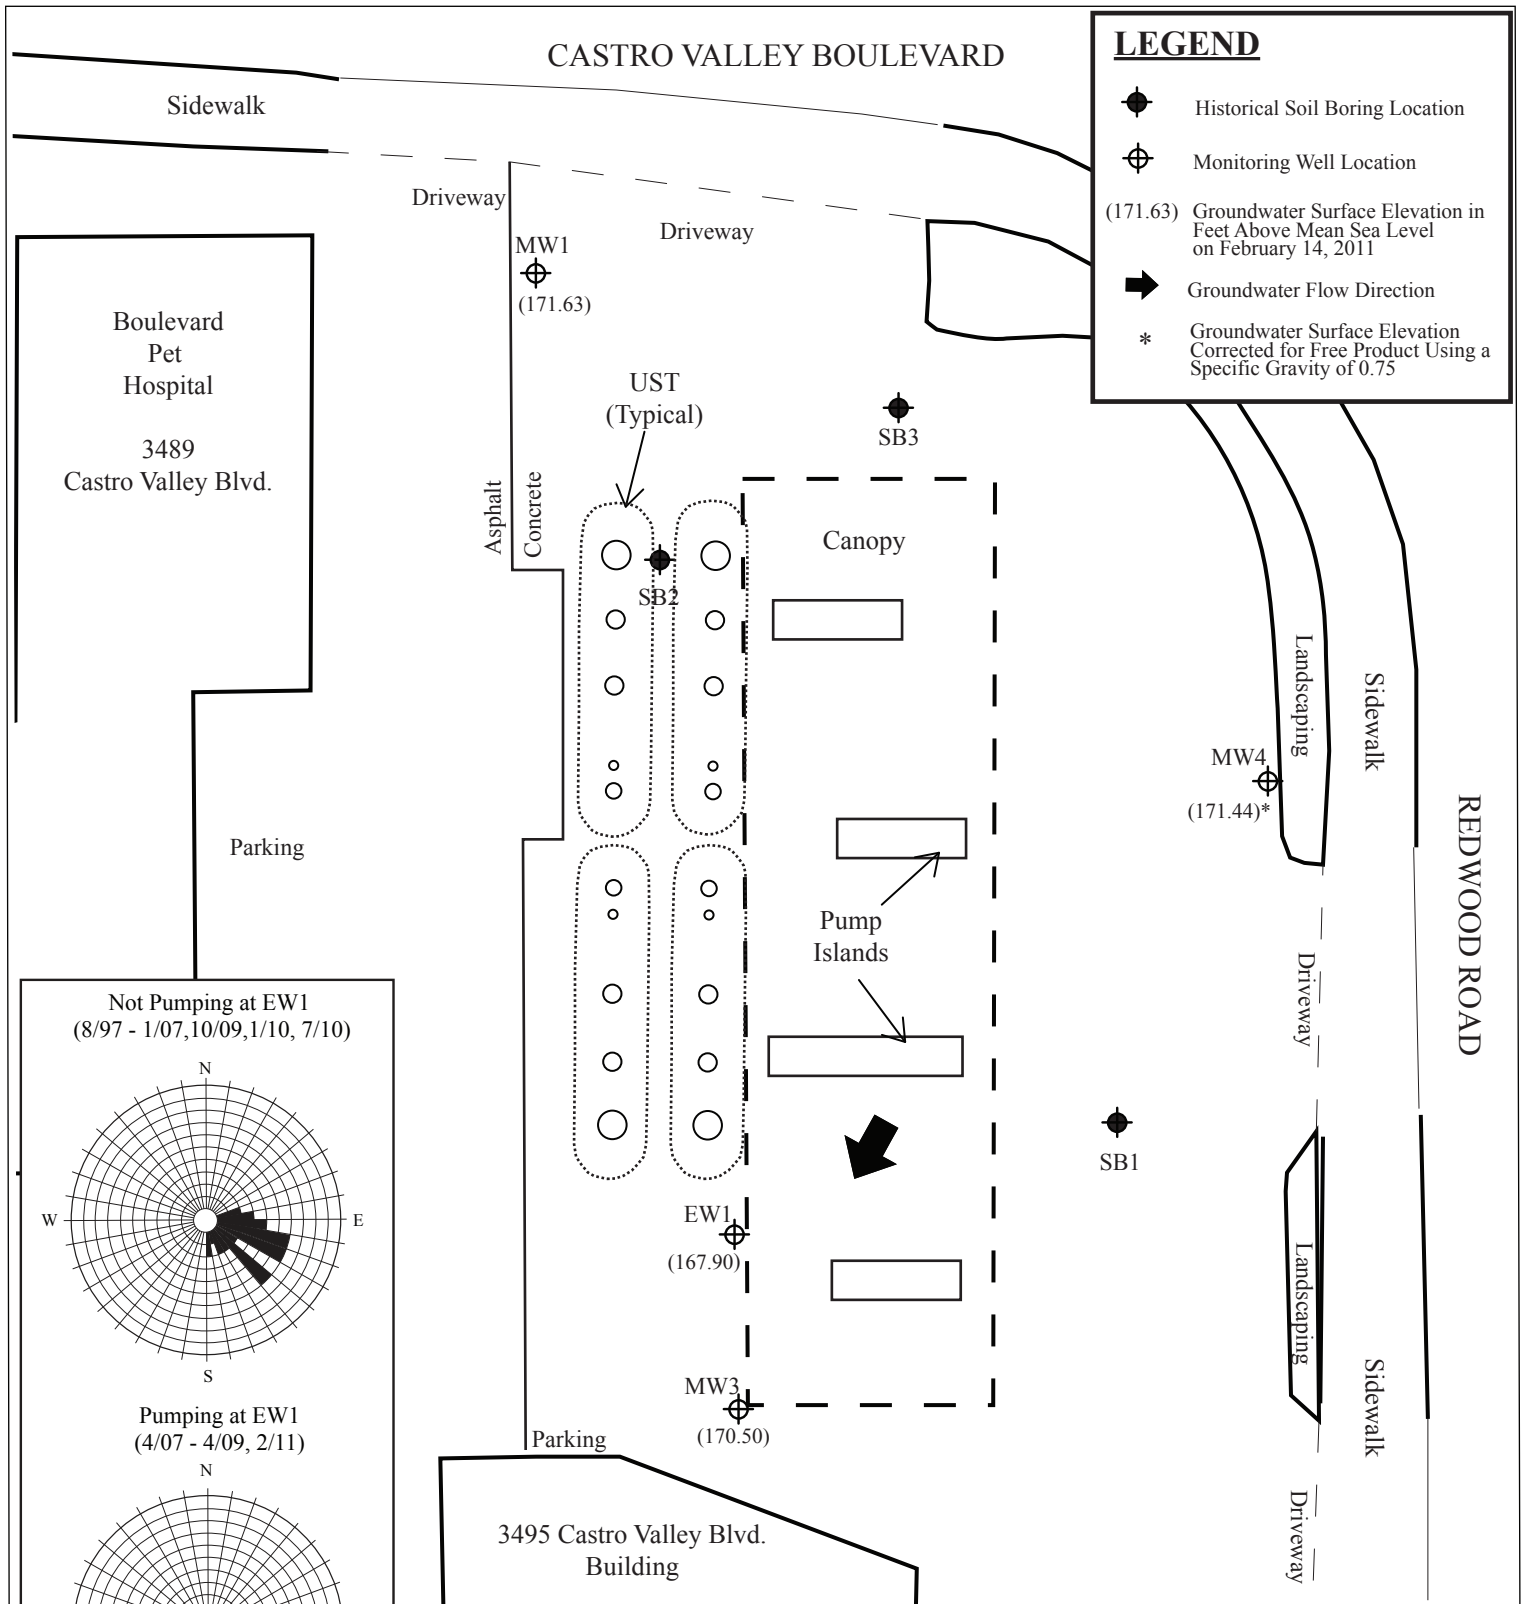 CASTRO VALLEY BOULEVARD
LEGEND
Historical Soil Boring Location
Monitoring Well Location
(171.63) Groundwater Surface Elevation in
Feet Above Mean Sea Level
on February 14, 2011
Groundwater Flow Direction
* Groundwater Surface Elevation
Corrected for Free Product Using a
Specific Gravity of 0.75
Sidewalk
Driveway
Driveway
MW1
(171.63)
Boulevard
Pet
Hospital
3489
Castro Valley Blvd.
UST
(Typical)
SB3
Asphalt
Concrete
Canopy
SB2
Landscaping
Sidewalk
MW4
(171.44)*
REDWOOD ROAD
Parking
Pump
Islands
Driveway
SB1
EW1
(167.90)
Landscaping
MW3
(170.50)
Sidewalk
Parking
Driveway
3495 Castro Valley Blvd.
Building
Not Pumping at EW1
(8/97 - 1/07,10/09,1/10, 7/10)
N
W
E
S
Pumping at EW1
(4/07 - 4/09, 2/11)
N